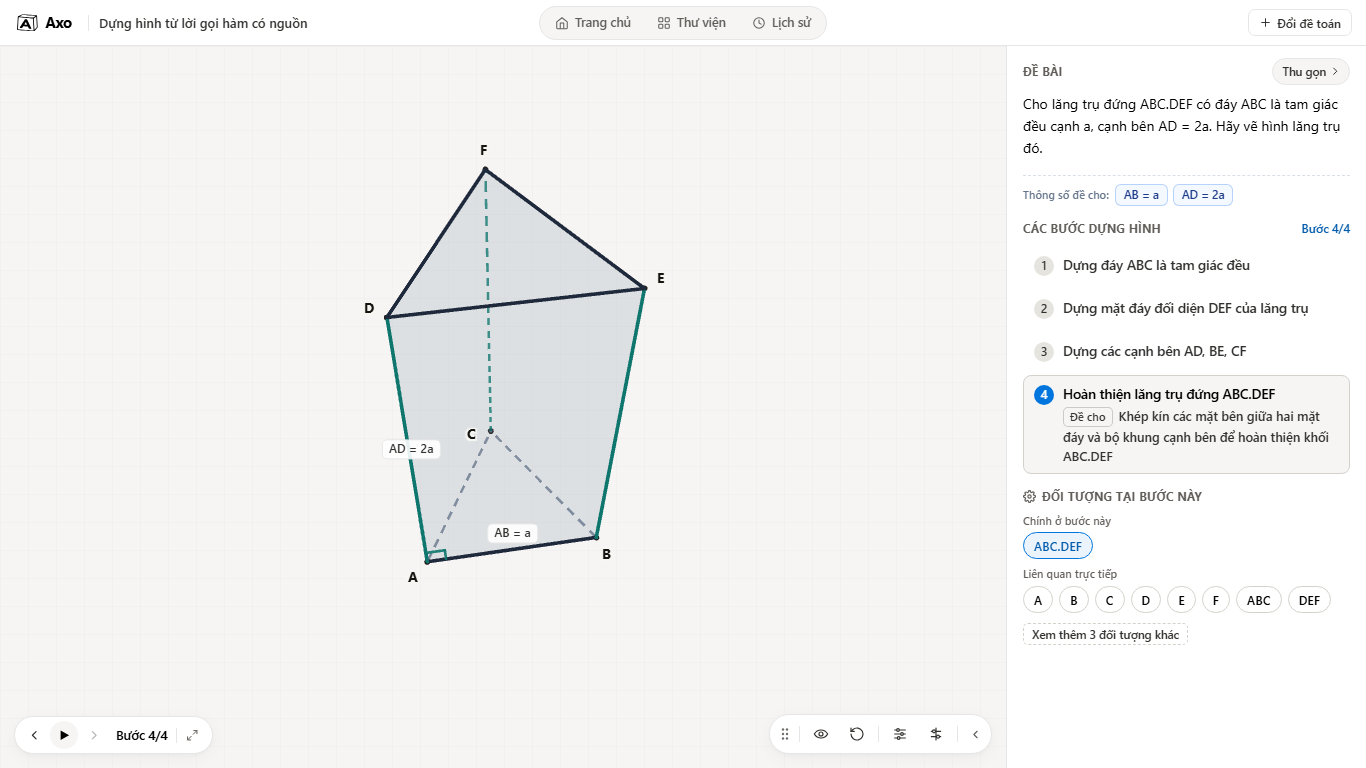 Axo
Dựng hình từ lời gọi hàm có nguồn
Trang chủ
Thư viện
Lịch sử
Đổi đề toán
F
E
D
C
AD = 2a
AB = a
B
A
Bước 4/4
ĐỀ BÀI
Thu gọn
Cho lăng trụ đứng ABC.DEF có đáy ABC là tam giác
đều cạnh a, cạnh bên AD = 2a. Hãy vẽ hình lăng trụ
đó.
Thông số đề cho:
AB = a
AD = 2a
CÁC BƯỚC DỰNG HÌNH
Bước 4/4
1 Dựng đáy ABC là tam giác đều
2 Dựng mặt đáy đối diện DEF của lăng trụ
3 Dựng các cạnh bên AD, BE, CF
4 Hoàn thiện lăng trụ đứng ABC.DEF
Đề cho Khép kín các mặt bên giữa hai mặt
đáy và bộ khung cạnh bên để hoàn thiện khối
ABC.DEF
ĐỐI TƯỢNG TẠI BƯỚC NÀY
Chính ở bước này
ABC.DEF
Liên quan trực tiếp
A B C D E F ABC DEF
Xem thêm 3 đối tượng khác